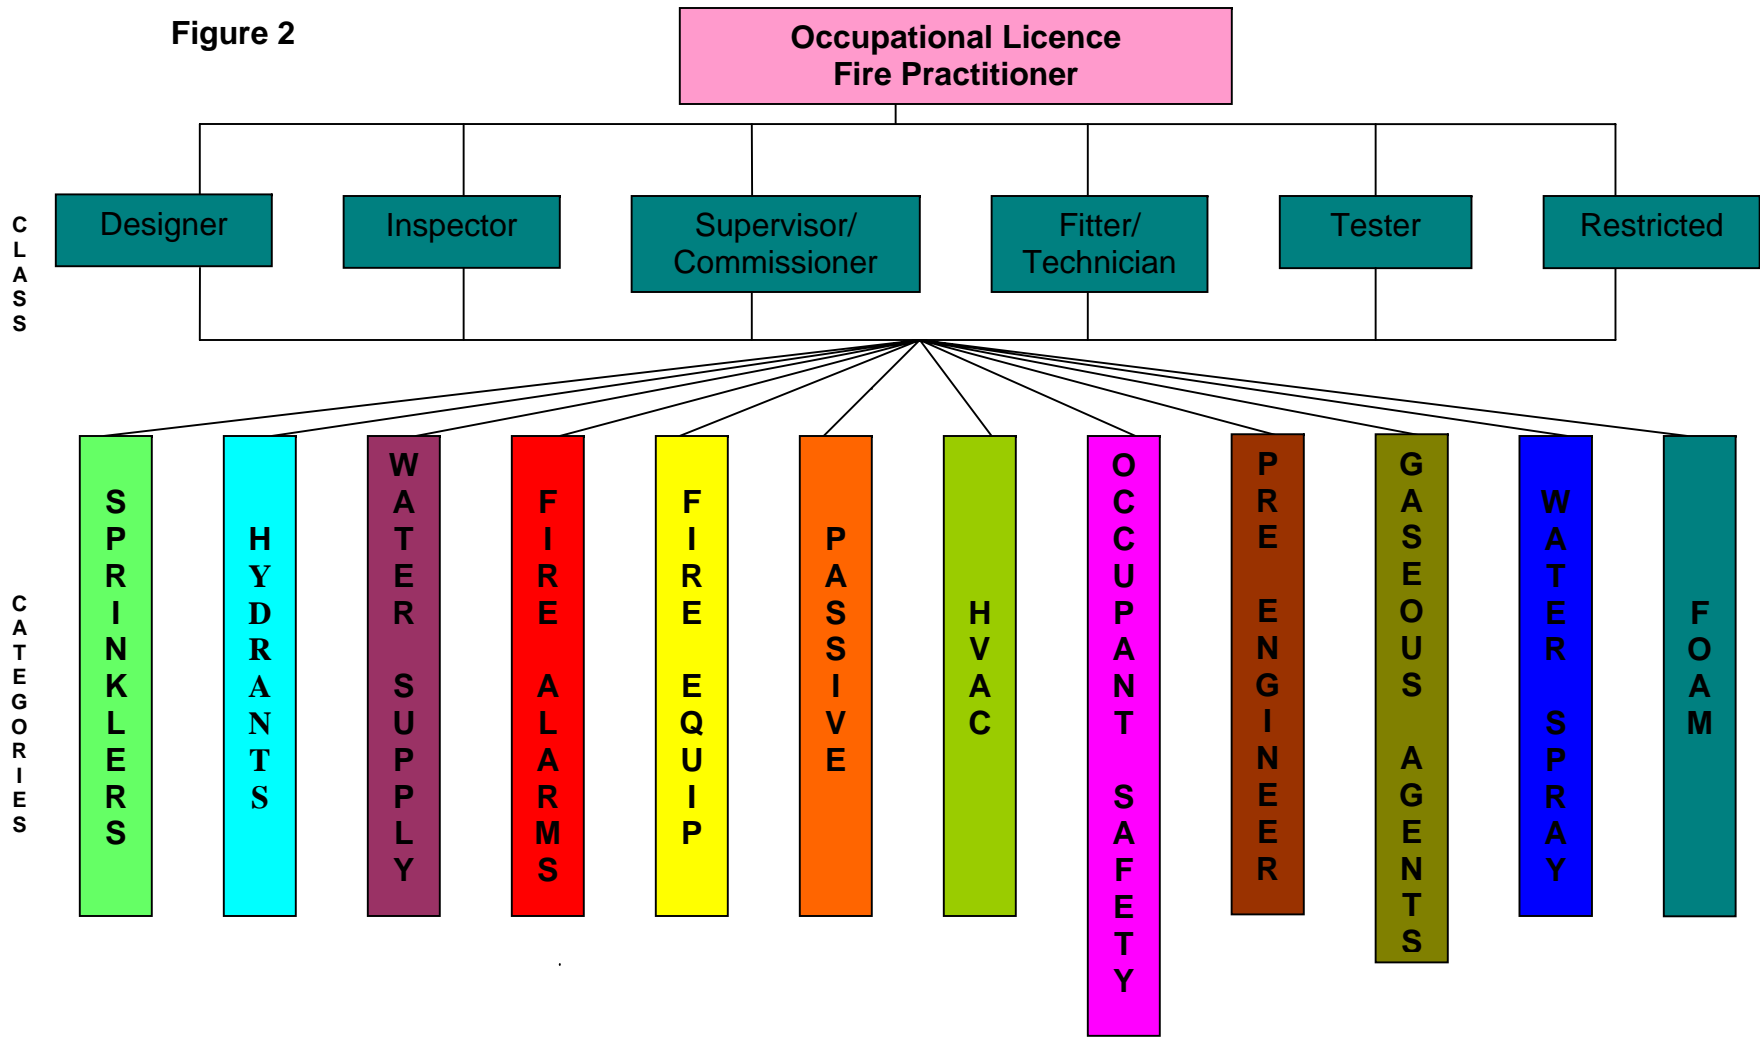 Figure 2
Occupational Licence
Fire Practitioner
CLASS
Designer
Inspector
Supervisor/
Commissioner
Fitter/
Technician
Tester
Restricted
CATEGORIES
SPRINKLERS
HYDRANTS
WATER SUPPLY
FIRE ALARMS
FIRE EQUIP
PASSIVE
HVAC
OCCUPANT SAFETY
PRE ENGINEER
GASEOUS AGENTS
WATER SPRAY
FOAM